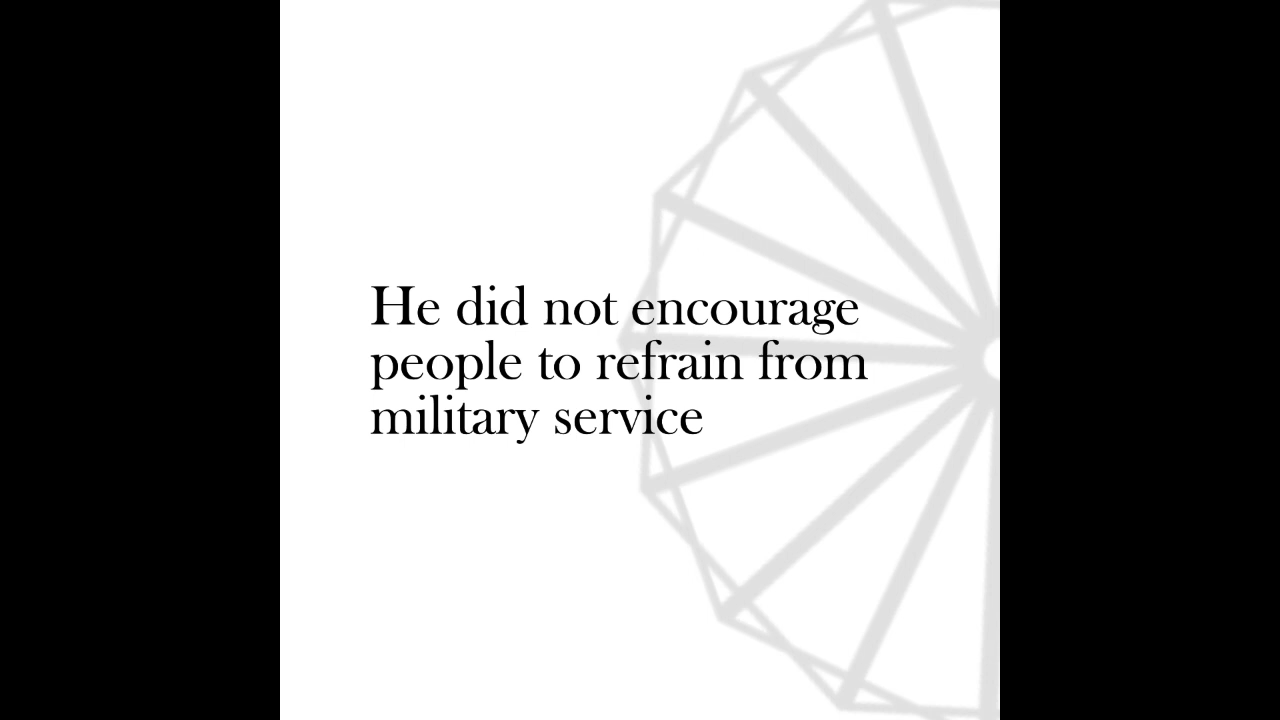 He did not encourage
people to refrain from
military service